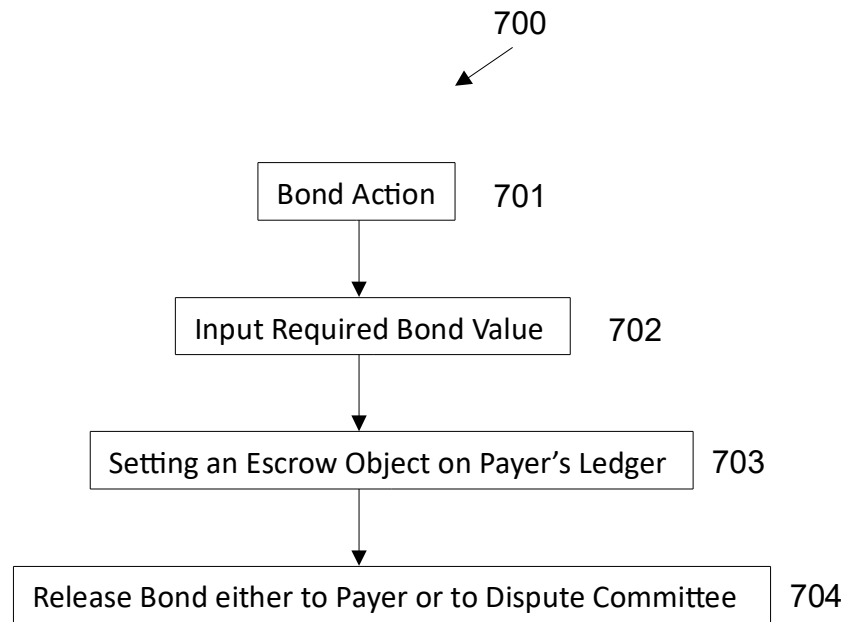 700
Bond Action 701
Input Required Bond Value 702
Setting an Escrow Object on Payer’s Ledger 703
Release Bond either to Payer or to Dispute Committee 704